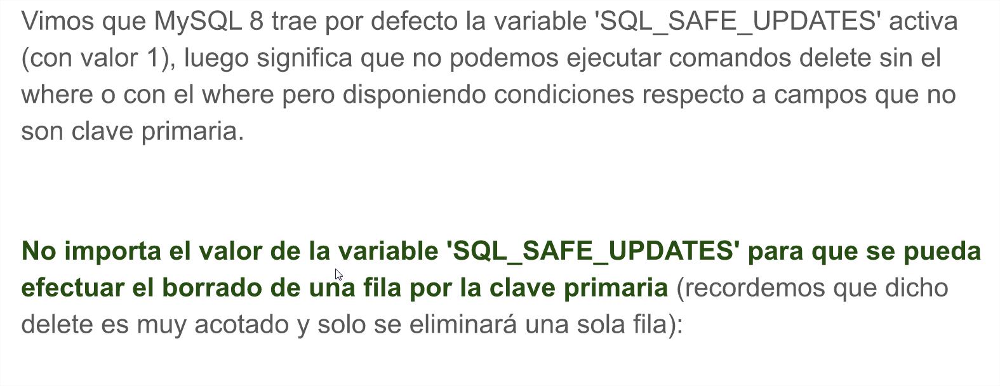 Vimos que MySQL 8 trae por defecto la variable 'SQL_SAFE_UPDATES' activa
(con valor 1), luego significa que no podemos ejecutar comandos delete sin el
where o con el where pero disponiendo condiciones respecto a campos que no
son clave primaria.
No importa el valor de la variable 'SQL_SAFE_UPDATES' para que se pueda
efectuar el borrado de una fila por la clave primaria (recordemos que dicho
delete es muy acotado y solo se eliminará una sola fila):